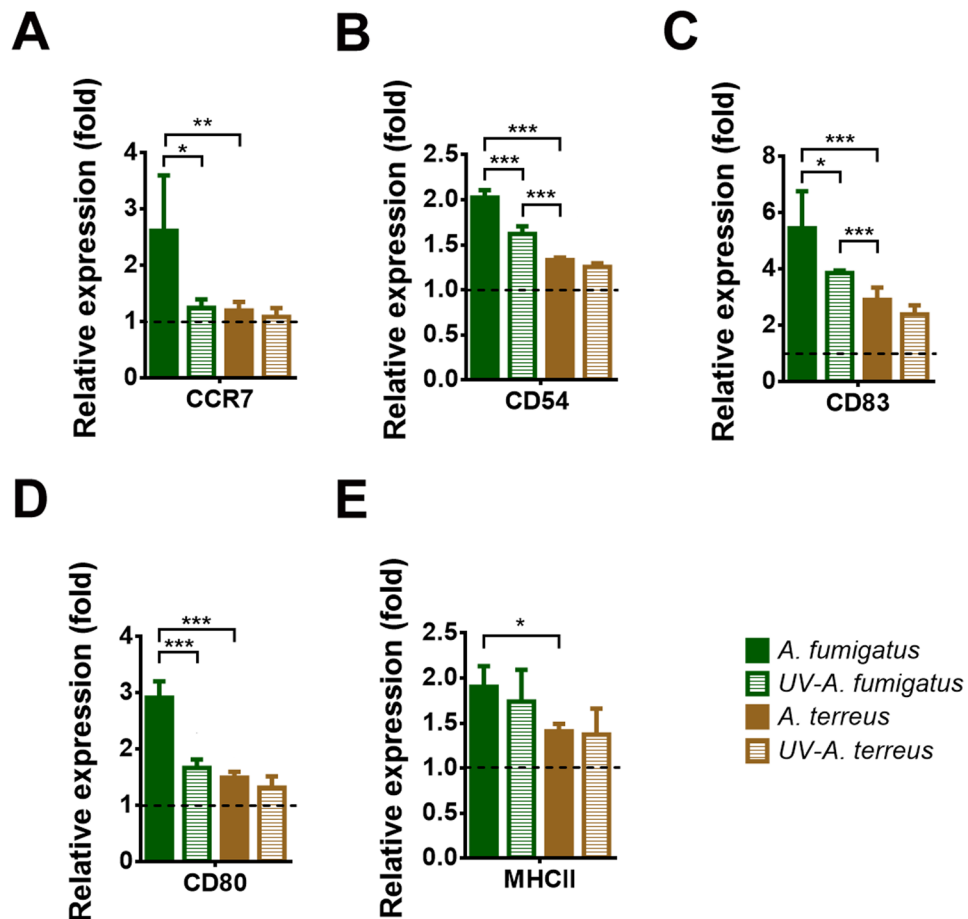 A
Relative expression (fold)
4
3
2
1
0
**
*
CCR7
B
Relative expression (fold)
2.5
2.0
1.5
1.0
0.5
0.0
***
***
***
CD54
C
Relative expression (fold)
8
6
4
2
0
***
*
***
CD83
D
Relative expression (fold)
4
3
2
1
0
***
***
CD80
E
Relative expression (fold)
2.5
2.0
1.5
1.0
0.5
0.0
*
MHCII
A. fumigatus
UV-A. fumigatus
A. terreus
UV-A. terreus